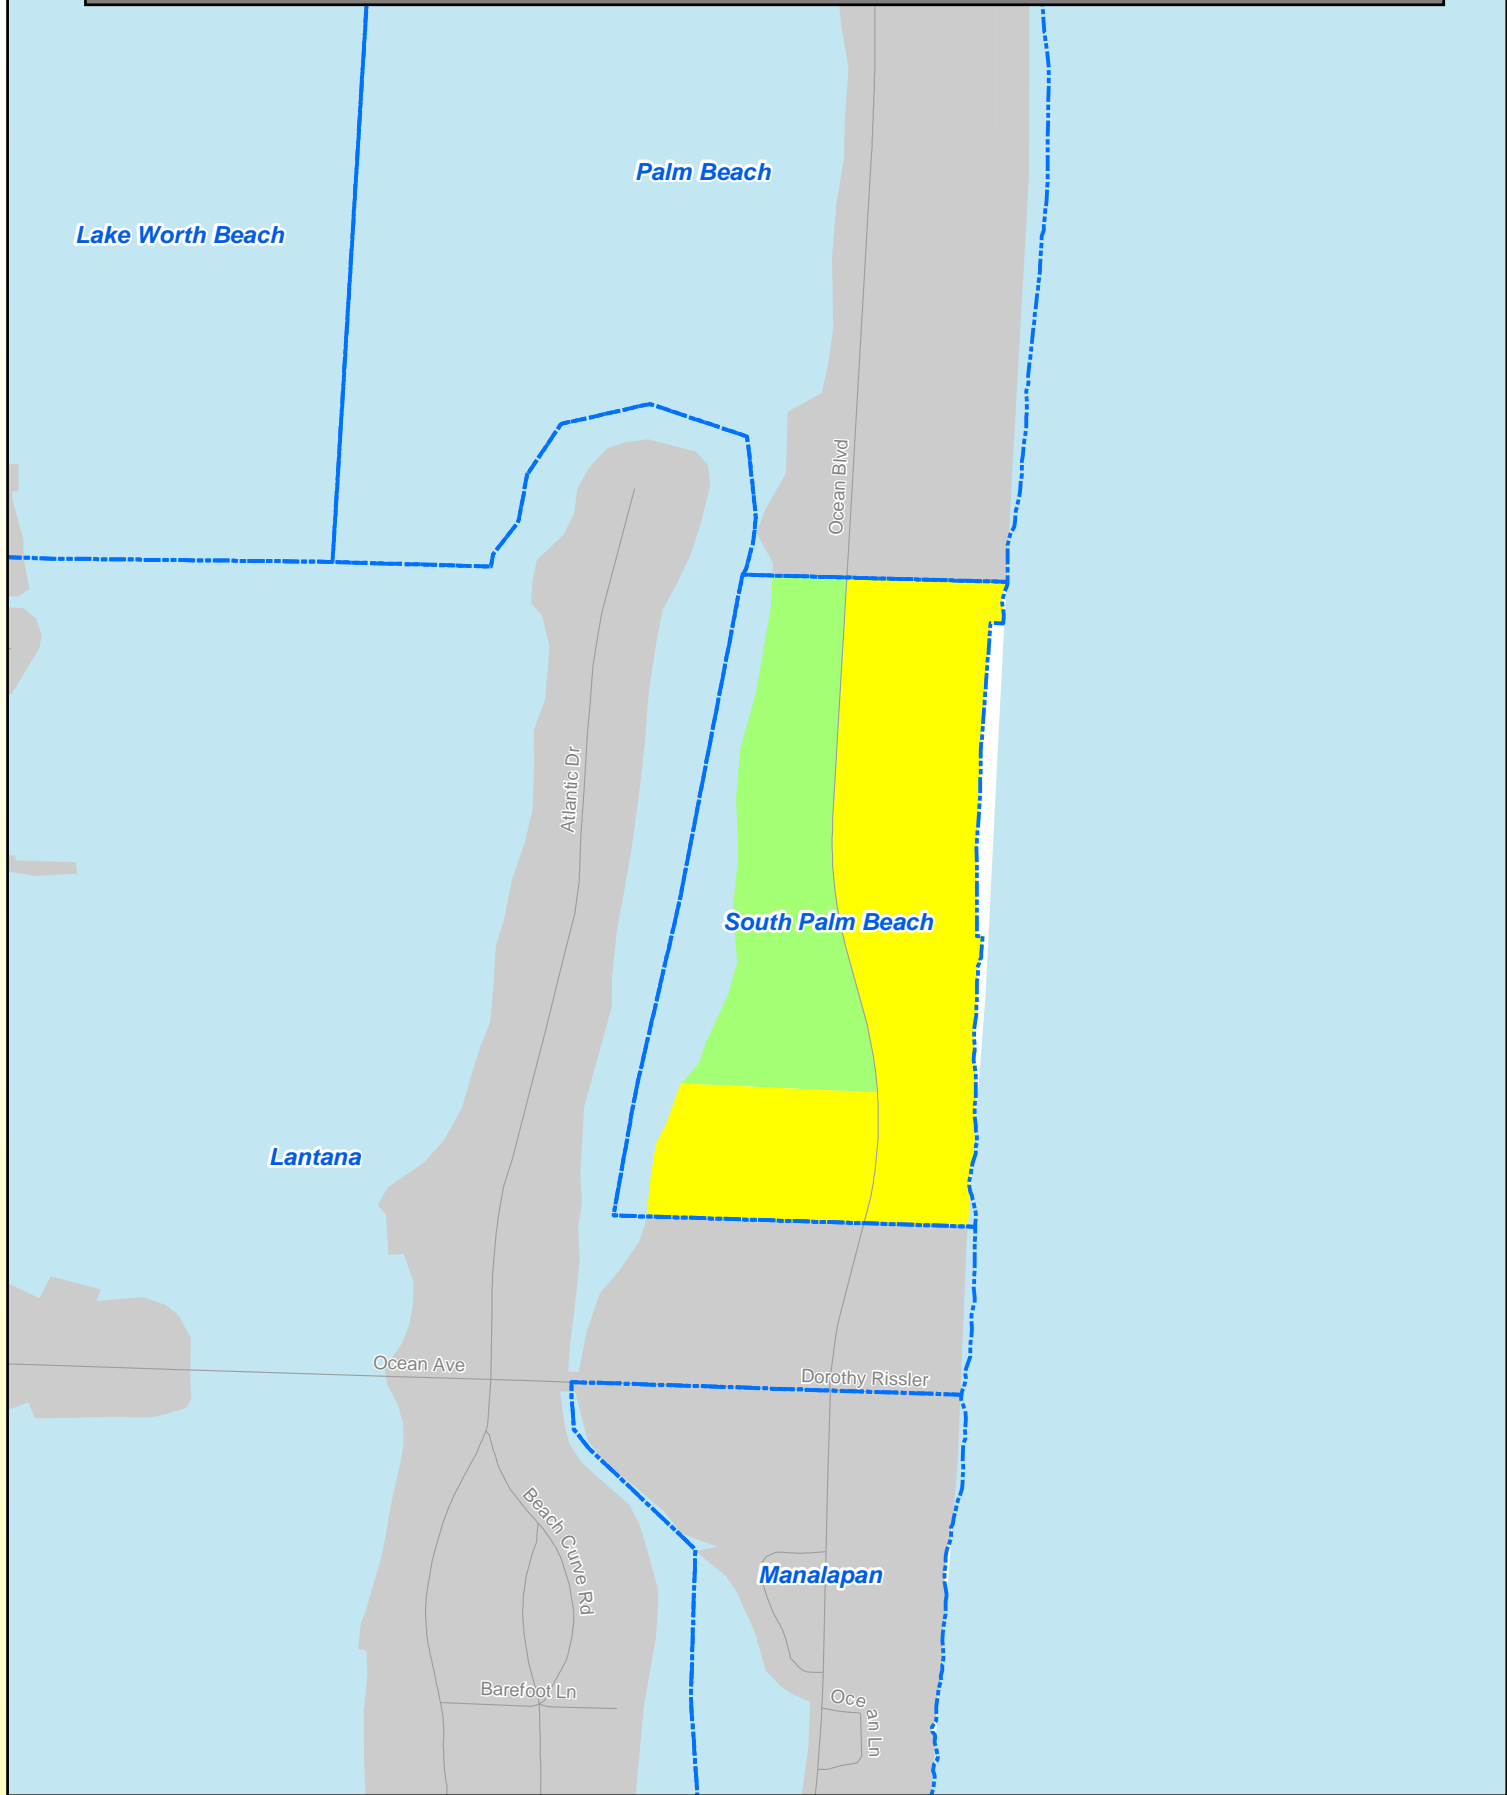 Palm Beach
Lake Worth Beach
Ocean Blvd
Atlantic Dr
South Palm Beach
Lantana
Ocean Ave
Dorothy Rissler
Beach Curve Rd
Manalapan
Barefoot Ln
Ocean Ln